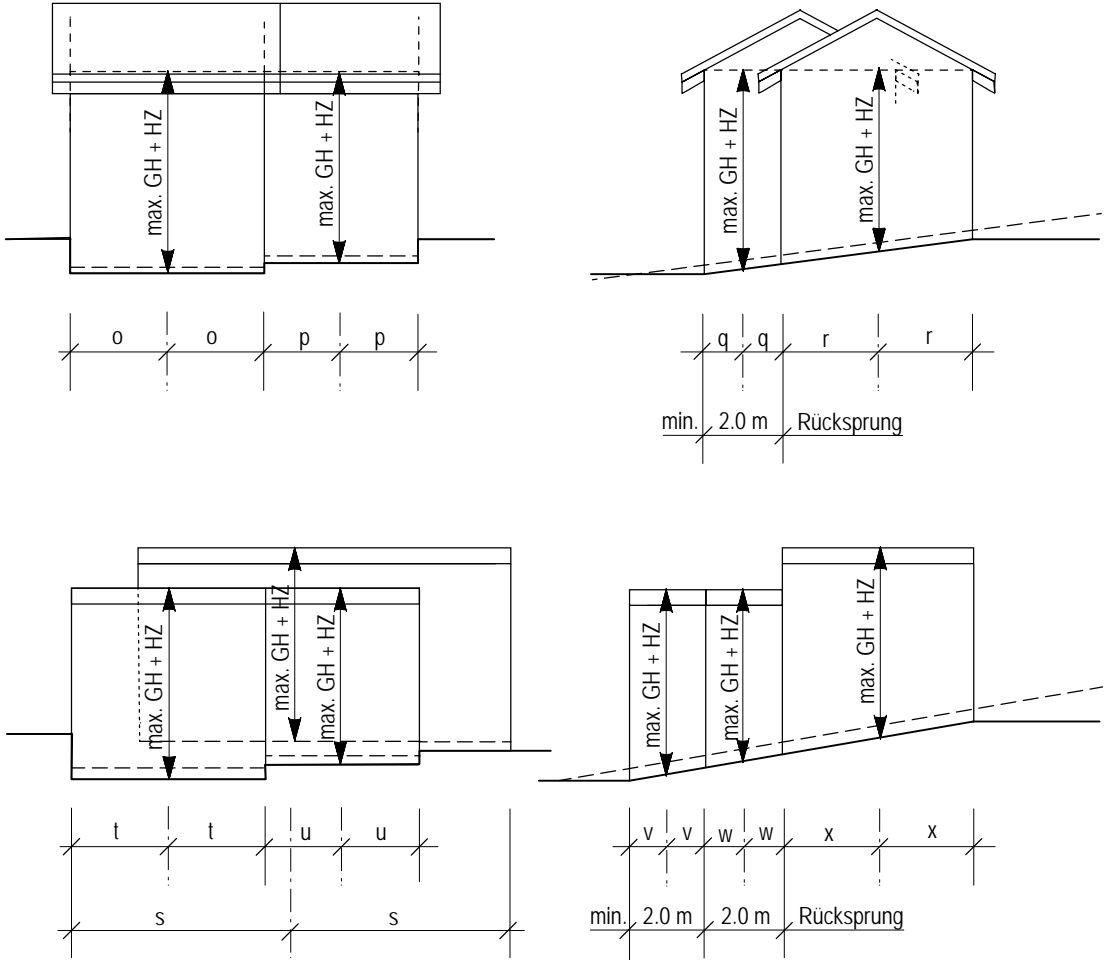 max. GH + HZ
max. GH + HZ
max. GH + HZ
max. GH + HZ
o o p p
q q r r
min. 2.0 m Rücksprung
max. GH + HZ
max. GH + HZ
max. GH + HZ
max. GH + HZ
max. GH + HZ
max. GH + HZ
t t u u
s s
v v w w x x
min. 2.0 m 2.0 m Rücksprung